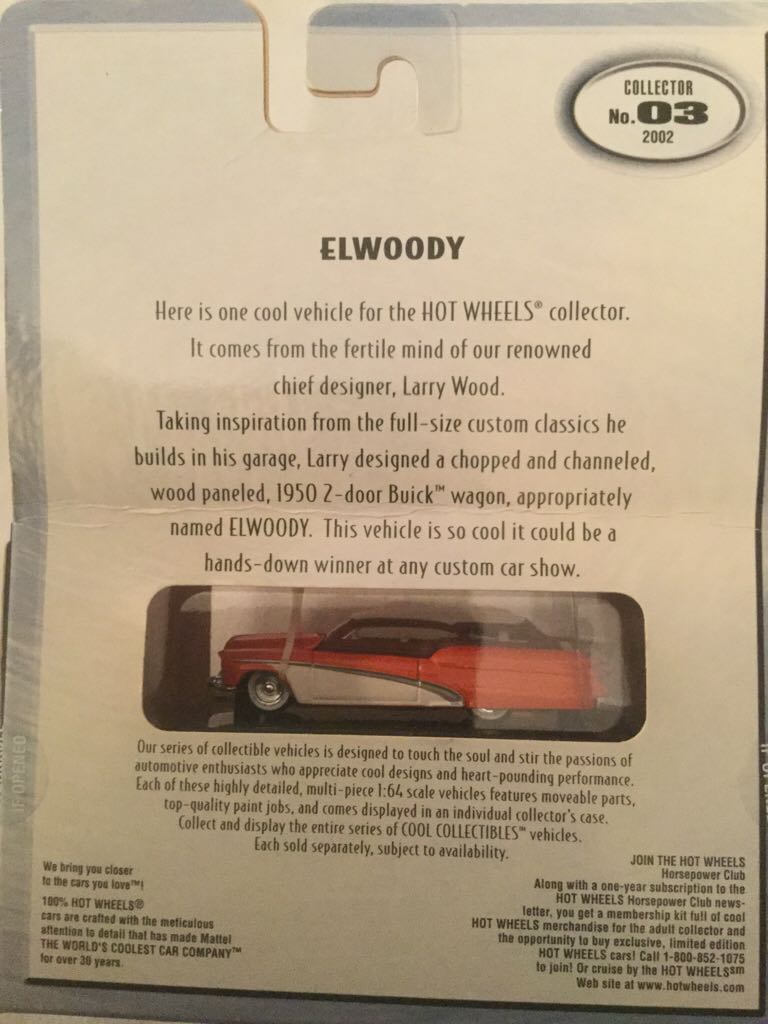 COLLECTOR
No. 03
2002
ELWOODY
Here is one cool vehicle for the HOT WHEELS® collector.
It comes from the fertile mind of our renowned
chief designer, Larry Wood.
Taking inspiration from the full-size custom classics he
builds in his garage, Larry designed a chopped and channeled,
wood paneled, 1950 2-door Buick™ wagon, appropriately
named ELWOODY. This vehicle is so cool it could be a
hands-down winner at any custom car show.
Our series of collectible vehicles is designed to touch the soul and stir the passions of
automotive enthusiasts who appreciate cool designs and heart-pounding performance.
Each of these highly detailed, multi-piece 1:64 scale vehicles features moveable parts,
top-quality paint jobs, and comes displayed in an individual collector's case.
Collect and display the entire series of COOL COLLECTIBLES™ vehicles.
Each sold separately, subject to availability.
We bring you closer
to the cars you love™!
100% HOT WHEELS®
cars are crafted with the meticulous
attention to detail that has made Mattel
THE WORLD'S COOLEST CAR COMPANY™
for over 30 years.
JOIN THE HOT WHEELS
Horsepower Club
Along with a one-year subscription to the
HOT WHEELS Horsepower Club news-
letter, you get a membership kit full of cool
HOT WHEELS merchandise for the adult collector and
the opportunity to buy exclusive, limited edition
HOT WHEELS cars! Call 1-800-852-1075
to join! Or cruise by the HOT WHEELSsm
Web site at www.hotwheels.com
IF OPENED